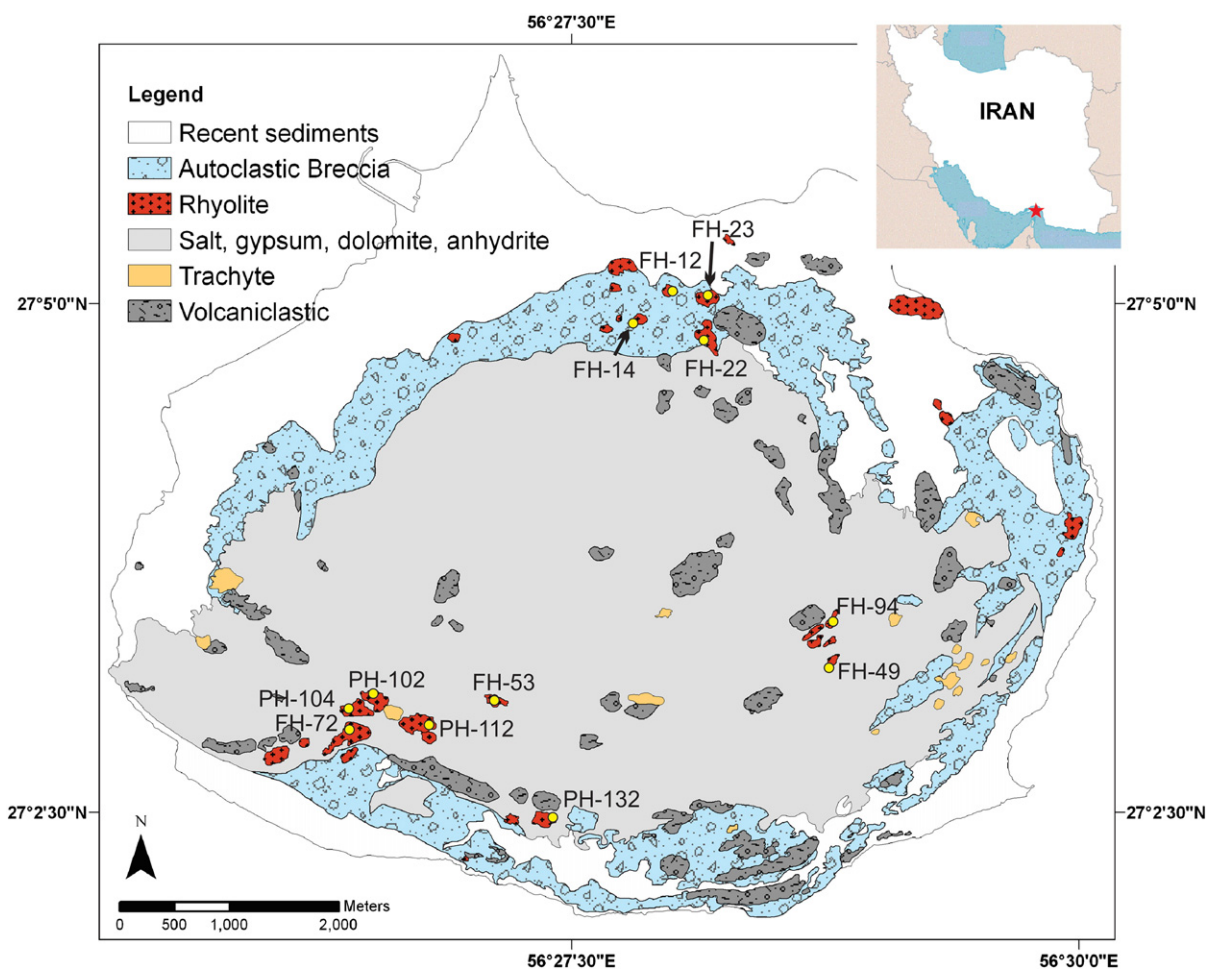 56°27'30"E
Legend
Recent sediments
Autoclastic Breccia
Rhyolite
Salt, gypsum, dolomite, anhydrite
Trachyte
Volcaniclastic
IRAN
FH-23
FH-12
27°5'0"N
27°5'0"N
FH-14
FH-22
FH-94
FH-49
PH-102
FH-53
PH-104
FH-72
PH-112
PH-132
27°2'30"N
27°2'30"N
N
Meters
0 500 1,000 2,000
56°27'30"E
56°30'0"E